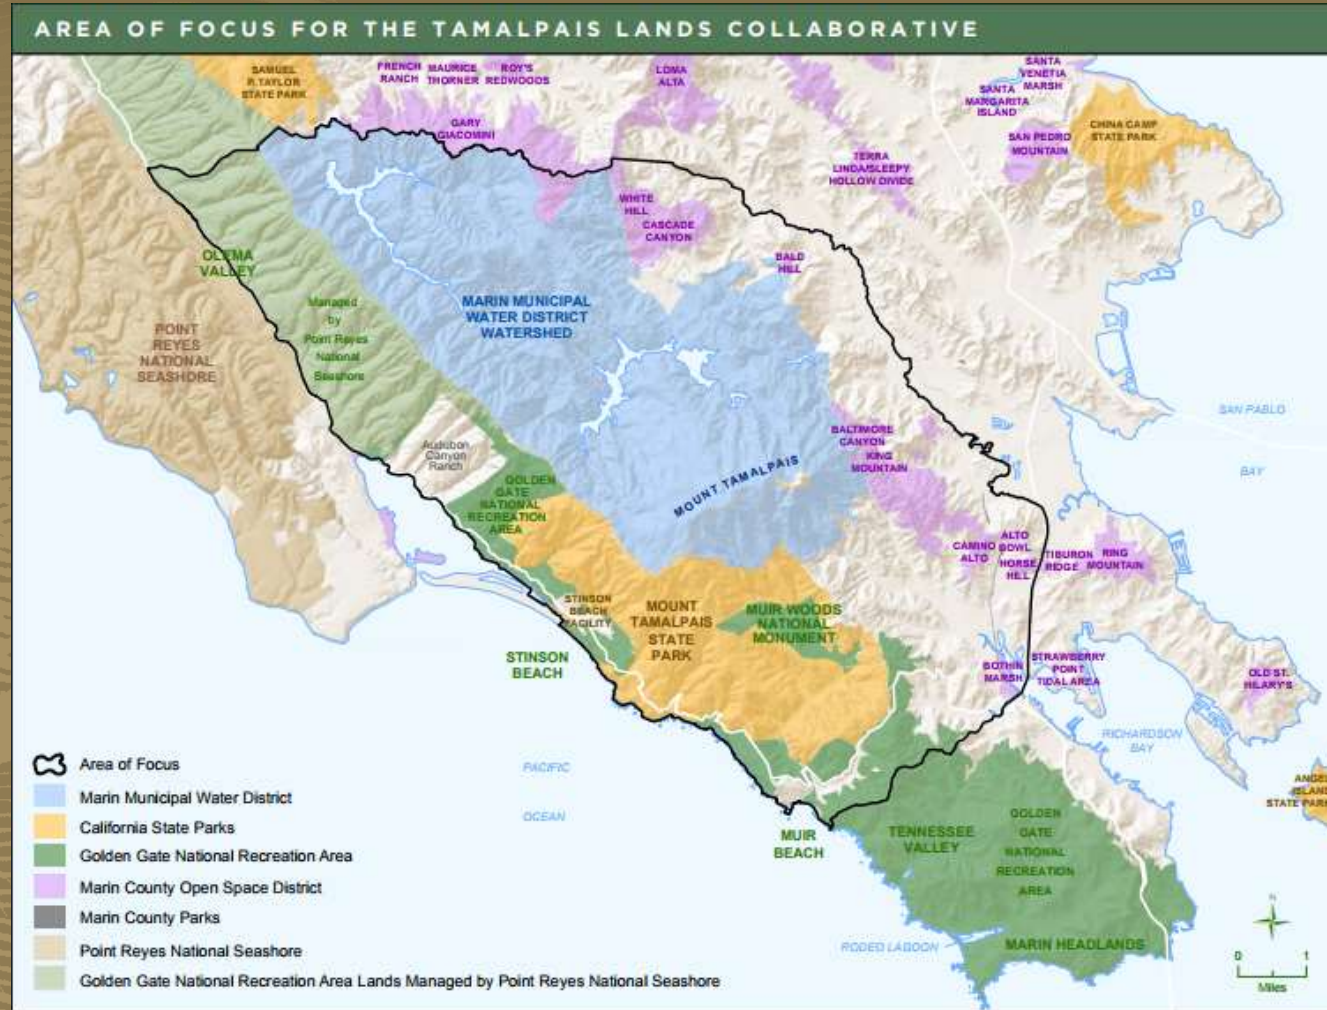 AREA OF FOCUS FOR THE TAMALPAIS LANDS COLLABORATIVE
SAMUEL
P. TAYLOR
STATE PARK
FRENCH
RANCH
MAURICE
THORNER
ROY'S
REDWOODS
LOMA
ALTA
SANTA
VENETIA
MARSH
SANTA
MARGARITA
ISLAND
GARY
GIACOMINI
SAN PEDRO
MOUNTAIN
CHINA CAMP
STATE PARK
TERRA
LINDA/SLEEPY
HOLLOW DIVIDE
WHITE
HILL
CASCADE
CANYON
BALD
HILL
OLEMA
VALLEY
Managed
by
Point Reyes
National
Seashore
MARIN MUNICIPAL
WATER DISTRICT
WATERSHED
POINT
REYES
NATIONAL
SEASHORE
SAN PABLO
BAY
Audubon
Canyon
Ranch
BALTIMORE
CANYON
KING
MOUNTAIN
MOUNT TAMALPAIS
GOLDEN
GATE
NATIONAL
RECREATION
AREA
CAMINO
ALTO
ALTO
BOWL
HORSE
HILL
TIBURON
RIDGE
RING
MOUNTAIN
STINSON
BEACH
FACILITY
MOUNT
TAMALPAIS
STATE
PARK
MUIR WOODS
NATIONAL
MONUMENT
STINSON
BEACH
BOTHIN
MARSH
STRAWBERRY
POINT
TIDAL AREA
OLD ST.
HILARY'S
RICHARDSON
BAY
PACIFIC
OCEAN
ANGEL
ISLAND
STATE PARK
MUIR
BEACH
TENNESSEE
VALLEY
GOLDEN
GATE
NATIONAL
RECREATION
AREA
RODEO LAGOON
MARIN HEADLANDS
Area of Focus
Marin Municipal Water District
California State Parks
Golden Gate National Recreation Area
Marin County Open Space District
Marin County Parks
Point Reyes National Seashore
Golden Gate National Recreation Area Lands Managed by Point Reyes National Seashore
N
0 1
Miles